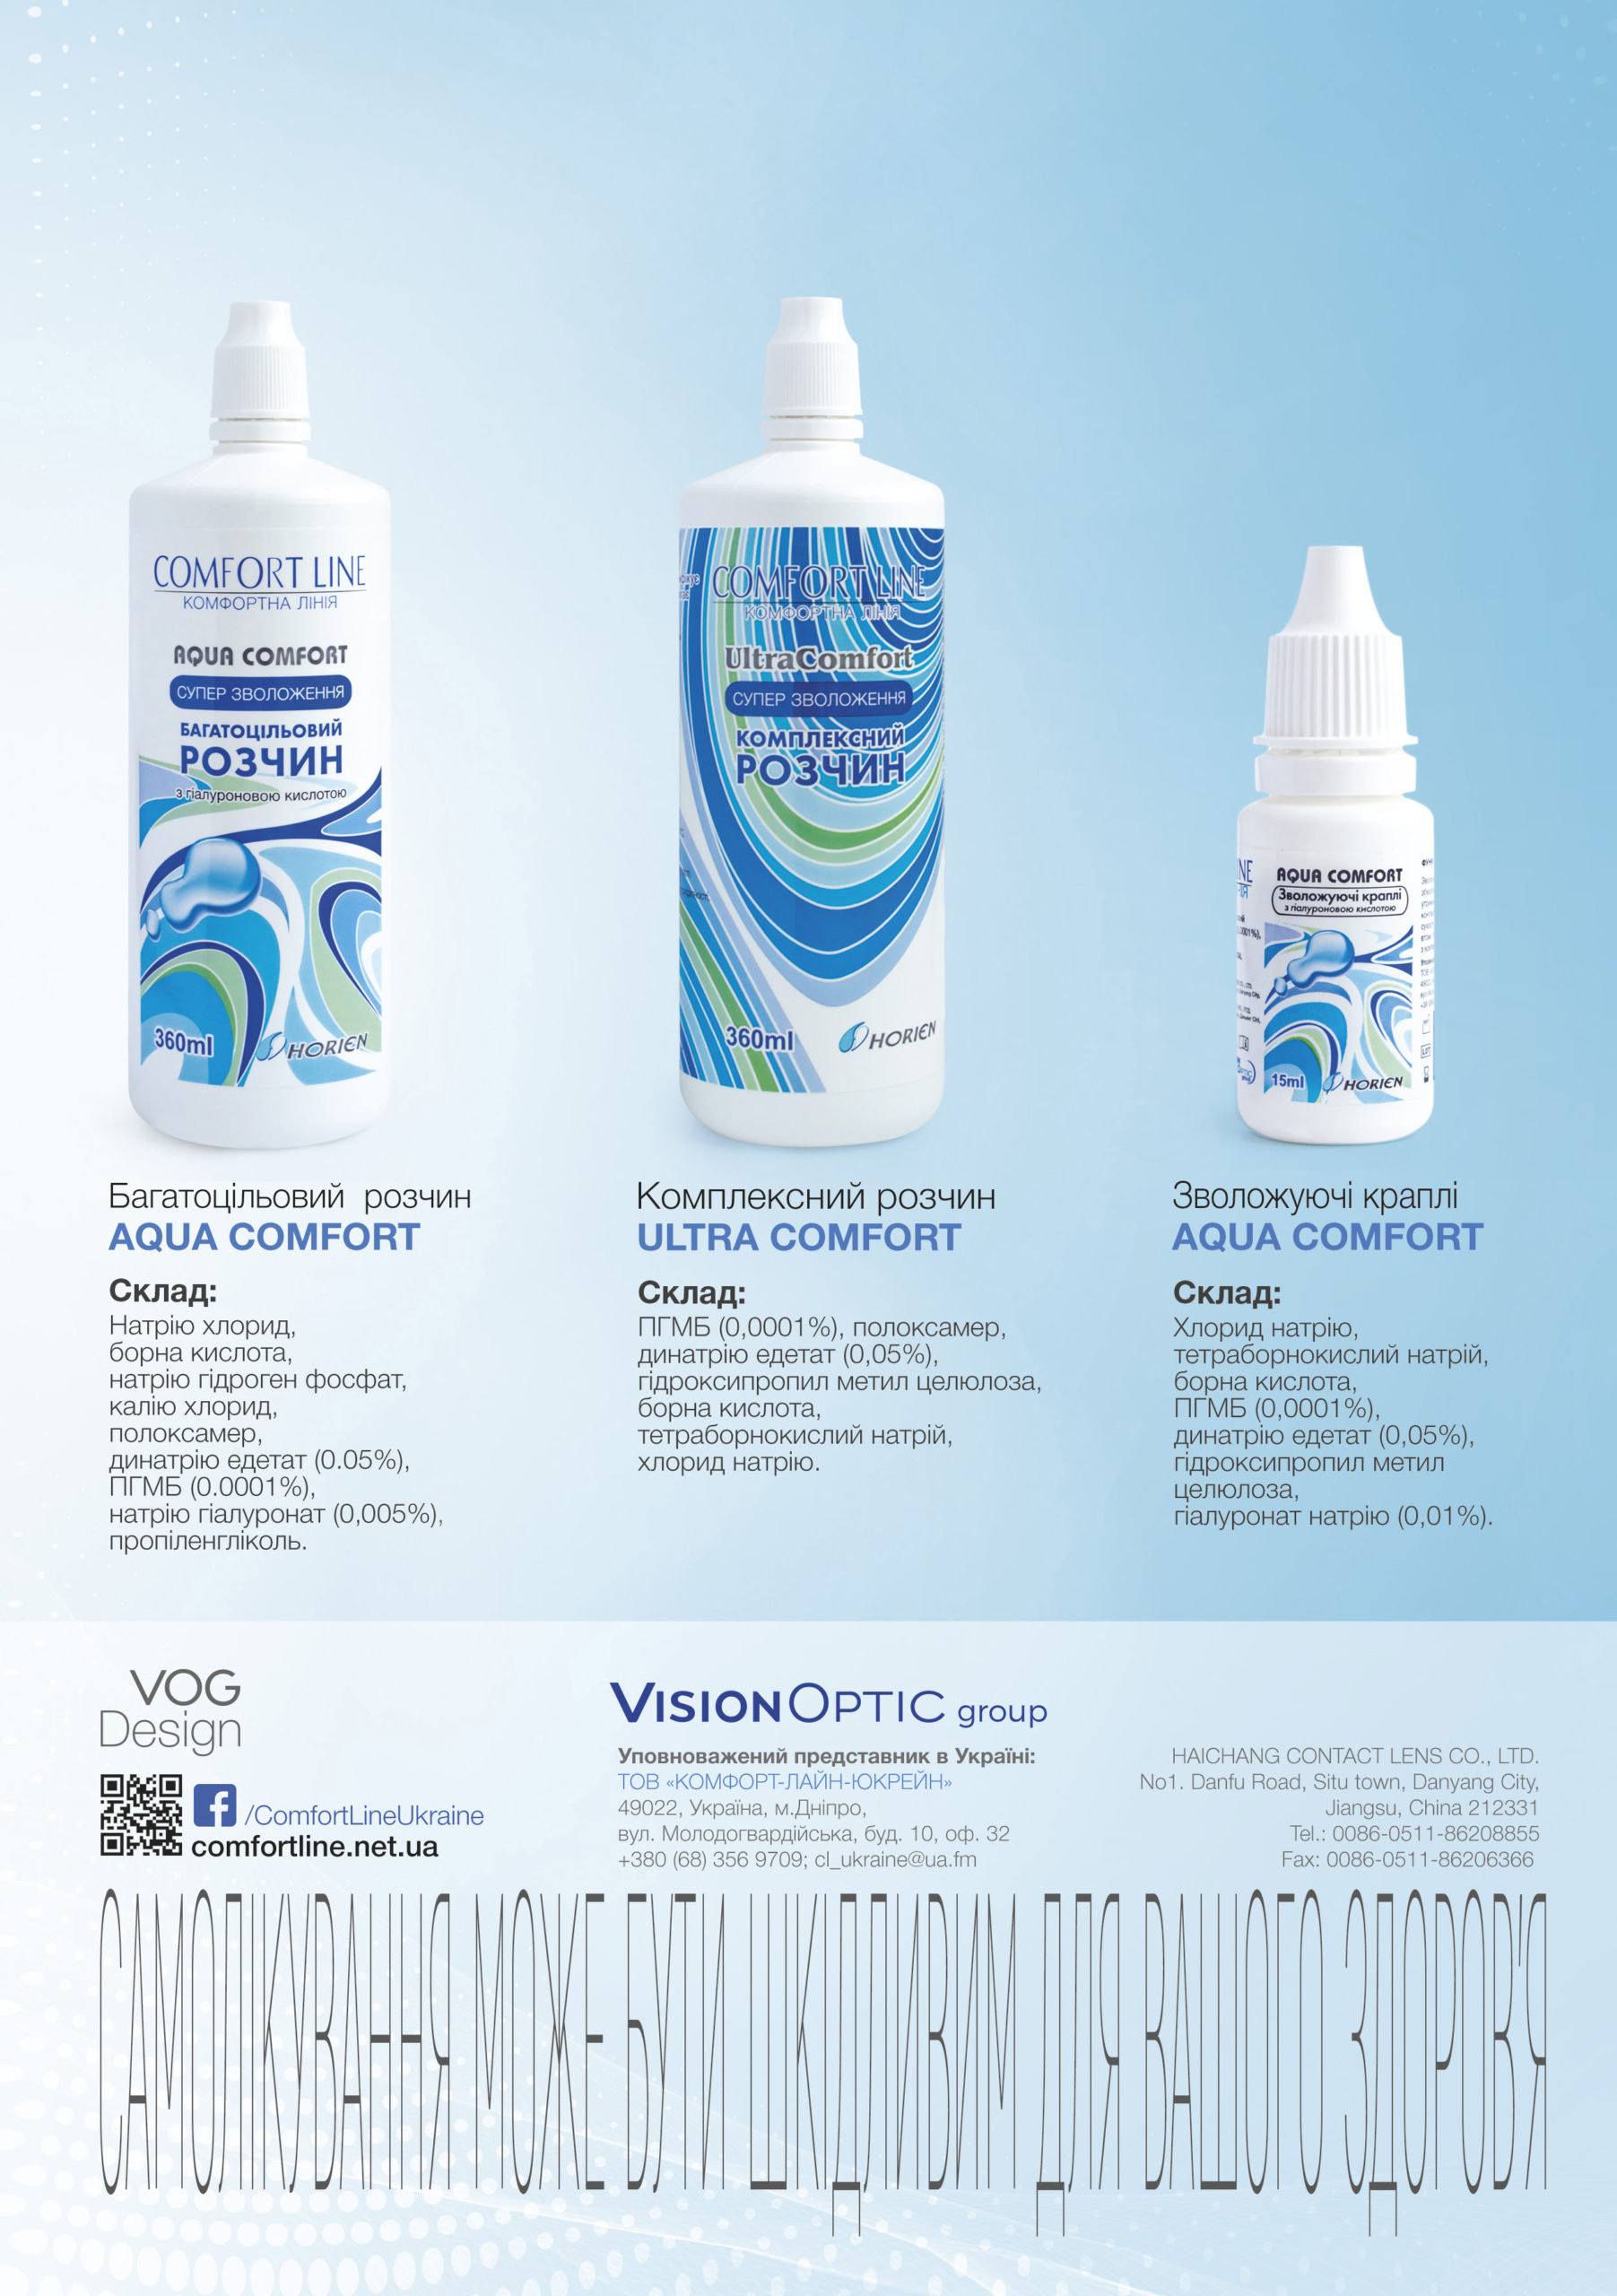 COMFORT LINE
КОМФОРТНА ЛІНІЯ
AQUA COMFORT
СУПЕР ЗВОЛОЖЕННЯ
БАГАТОЦІЛЬОВИЙ
РОЗЧИН
з гіалуроновою кислотою
360ml
HORIEN
COMFORT LINE
КОМФОРТНА ЛІНІЯ
UltraComfort
СУПЕР ЗВОЛОЖЕННЯ
КОМПЛЕКСНИЙ
РОЗЧИН
360ml
HORIEN
AQUA COMFORT
Зволожуючі краплі
з гіалуроновою кислотою
15ml
HORIEN
Багатоцільовий розчин
AQUA COMFORT
Склад:
Натрію хлорид,
борна кислота,
натрію гідроген фосфат,
калію хлорид,
полоксамер,
динатрію едетат (0.05%),
ПГМБ (0.0001%),
натрію гіалуронат (0,005%),
пропіленгліколь.
Комплексний розчин
ULTRA COMFORT
Склад:
ПГМБ (0,0001%), полоксамер,
динатрію едетат (0,05%),
гідроксипропил метил целюлоза,
борна кислота,
тетраборнокислий натрій,
хлорид натрію.
Зволожуючі краплі
AQUA COMFORT
Склад:
Хлорид натрію,
тетраборнокислий натрій,
борна кислота,
ПГМБ (0,0001%),
динатрію едетат (0,05%),
гідроксипропил метил
целюлоза,
гіалуронат натрію (0,01%).
VOG
Design
/ComfortLineUkraine
comfortline.net.ua
VISIONOPTIC group
Уповноважений представник в Україні:
ТОВ «КОМФОРТ-ЛАЙН-ЮКРЕЙН»
49022, Україна, м.Дніпро,
вул. Молодогвардійська, буд. 10, оф. 32
+380 (68) 356 9709; cl_ukraine@ua.fm
HAICHANG CONTACT LENS CO., LTD.
No1. Danfu Road, Situ town, Danyang City,
Jiangsu, China 212331
Tel.: 0086-0511-86208855
Fax: 0086-0511-86206366
САМОЛІКУВАННЯ МОЖЕ БУТИ ШКІДЛИВИМ ДЛЯ ВАШОГО ЗДОРОВ'Я